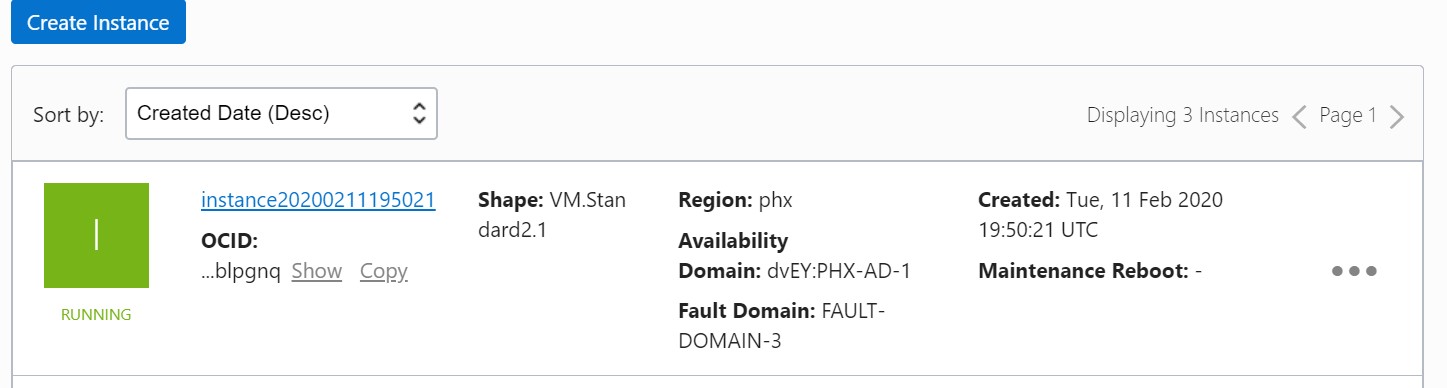 Create Instance
Sort by: Created Date (Desc) Displaying 3 Instances Page 1
I
RUNNING
instance20200211195021
OCID:
...blpgnq Show Copy
Shape: VM.Stan
dard2.1
Region: phx
Availability
Domain: dvEY:PHX-AD-1
Fault Domain: FAULT-
DOMAIN-3
Created: Tue, 11 Feb 2020
19:50:21 UTC
Maintenance Reboot: -